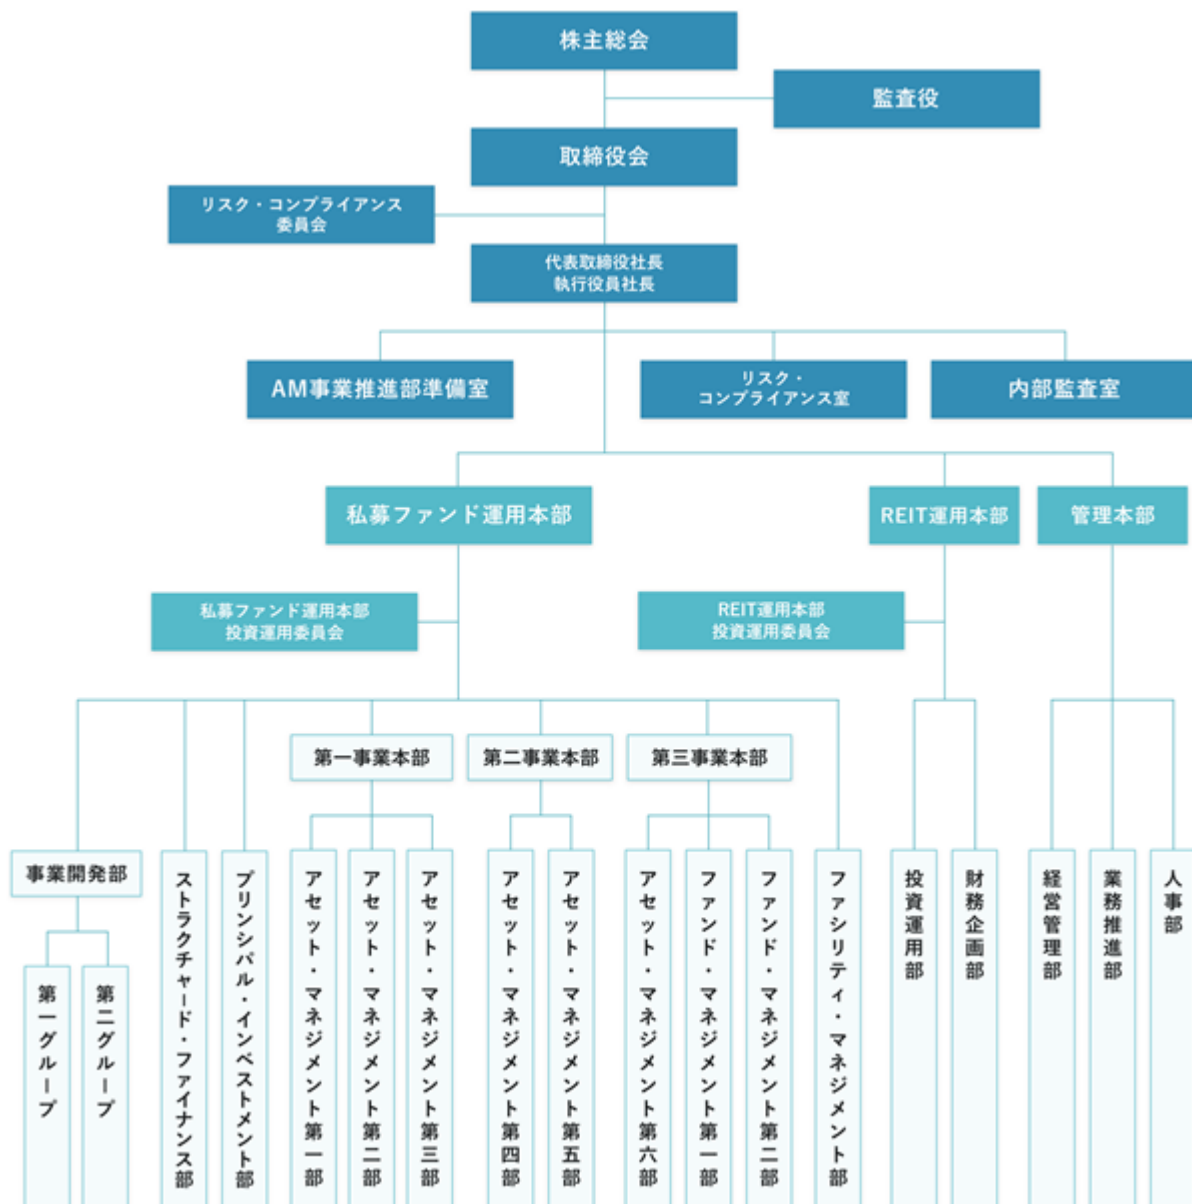 株主総会
監査役
取締役会
リスク・コンプライアンス
委員会
代表取締役社長
執行役員社長
AM事業推進部準備室
リスク・
コンプライアンス室
内部監査室
私募ファンド運用本部
REIT運用本部
管理本部
私募ファンド運用本部
投資運用委員会
REIT運用本部
投資運用委員会
第一事業本部
第二事業本部
第三事業本部
事業開発部
第一グループ
第二グループ
ストラクチャード・ファイナンス部
プリンシパル・インベストメント部
アセット・マネジメント第一部
アセット・マネジメント第二部
アセット・マネジメント第三部
アセット・マネジメント第四部
アセット・マネジメント第五部
アセット・マネジメント第六部
ファンド・マネジメント第一部
ファンド・マネジメント第二部
ファシリティ・マネジメント部
投資運用部
財務企画部
経営管理部
業務推進部
人事部